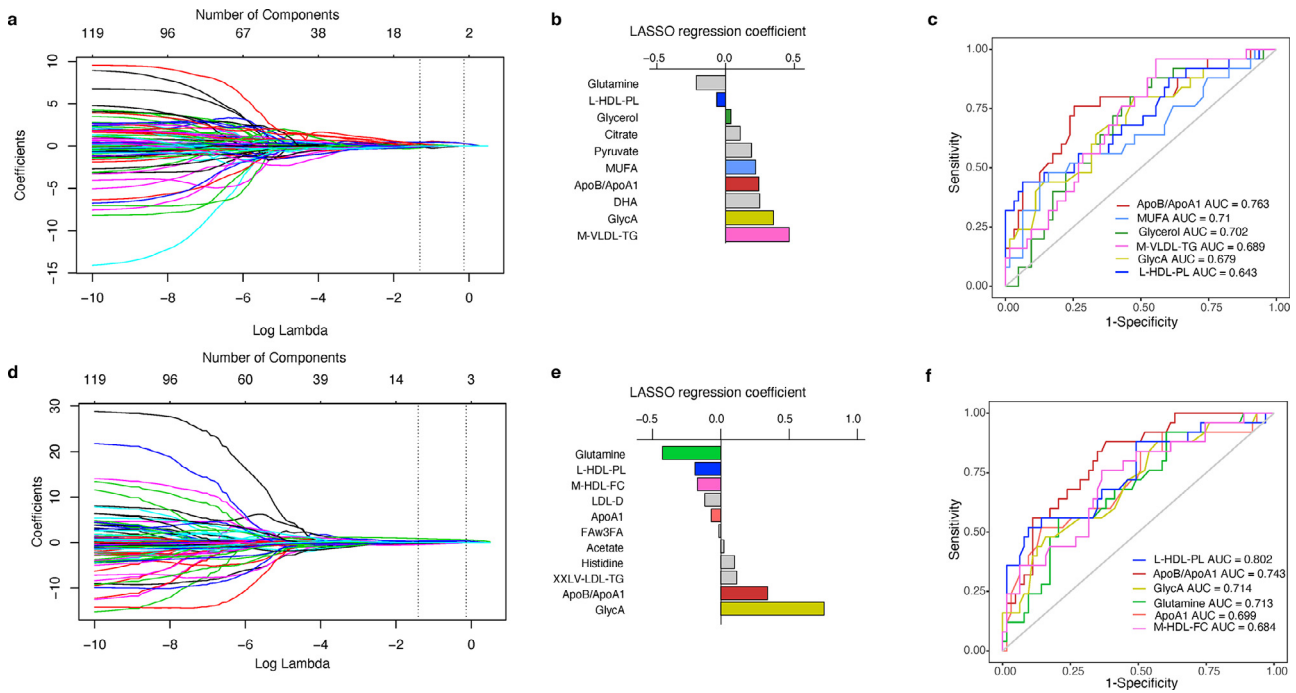 a
Number of Components
119 96 67 38 18 2
10
5
0
−5
−10
−15
Coefficients
−10 −8 −6 −4 −2 0
Log Lambda
b
LASSO regression coefficient
−0.5 0.0 0.5
Glutamine
L-HDL-PL
Glycerol
Citrate
Pyruvate
MUFA
ApoB/ApoA1
DHA
GlycA
M-VLDL-TG
c
1.00
0.75
0.50
0.25
0.00
Sensitivity
ApoB/ApoA1 AUC = 0.763
MUFA AUC = 0.71
Glycerol AUC = 0.702
M-VLDL-TG AUC = 0.689
GlycA AUC = 0.679
L-HDL-PL AUC = 0.643
0.00 0.25 0.50 0.75 1.00
1-Specificity
d
Number of Components
119 96 60 39 14 3
30
20
10
0
−10
Coefficients
−10 −8 −6 −4 −2 0
Log Lambda
e
LASSO regression coefficient
−0.5 0.0 0.5 1.0
Glutamine
L-HDL-PL
M-HDL-FC
LDL-D
ApoA1
FAw3FA
Acetate
Histidine
XXLV-LDL-TG
ApoB/ApoA1
GlycA
f
1.00
0.75
0.50
0.25
0.00
Sensitivity
L-HDL-PL AUC = 0.802
ApoB/ApoA1 AUC = 0.743
GlycA AUC = 0.714
Glutamine AUC = 0.713
ApoA1 AUC = 0.699
M-HDL-FC AUC = 0.684
0.00 0.25 0.50 0.75 1.00
1-Specificity